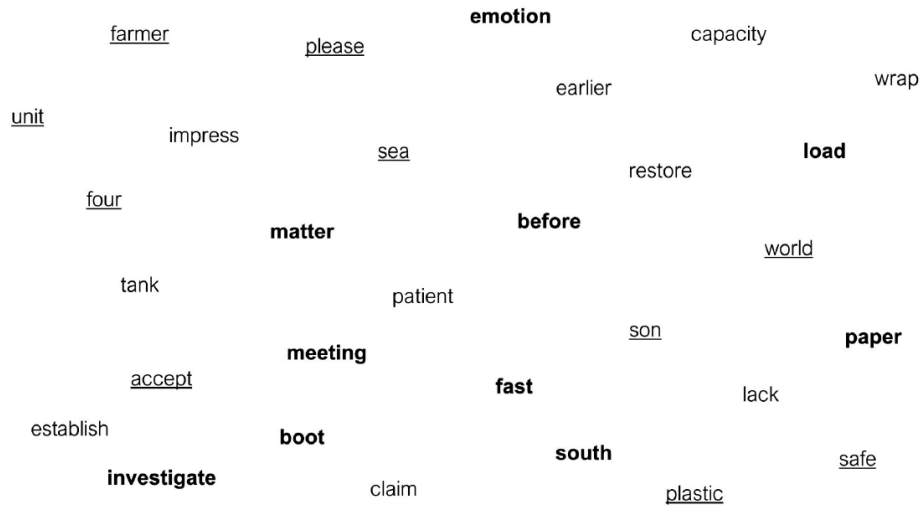 emotion
farmer
please
capacity
earlier
wrap
unit
impress
sea
load
restore
four
matter
before
world
tank
patient
son
paper
meeting
accept
fast
lack
establish
boot
south
safe
investigate
claim
plastic